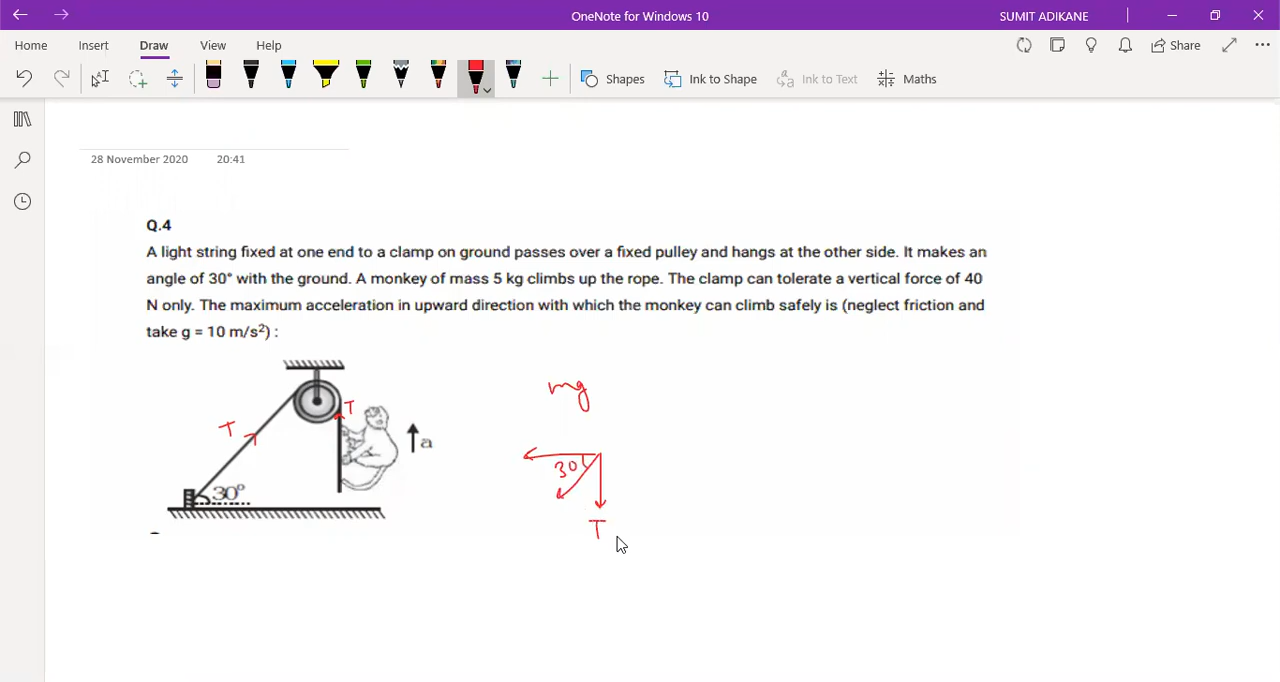 OneNote for Windows 10
SUMIT ADIKANE
Home Insert Draw View Help
Share
Shapes Ink to Shape Ink to Text Maths
28 November 2020 20:41
Q.4
A light string fixed at one end to a clamp on ground passes over a fixed pulley and hangs at the other side. It makes an
angle of 30° with the ground. A monkey of mass 5 kg climbs up the rope. The clamp can tolerate a vertical force of 40
N only. The maximum acceleration in upward direction with which the monkey can climb safely is (neglect friction and
take g = 10 m/s²) :
T
T
a
30°
mg
30
T